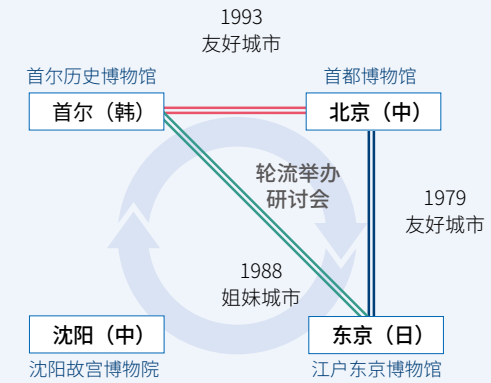 1993
友好城市
首尔历史博物馆
首都博物馆
首尔（韩）
北京（中）
轮流举办
研讨会
1979
友好城市
1988
姐妹城市
沈阳（中）
东京（日）
沈阳故宫博物院
江户东京博物馆